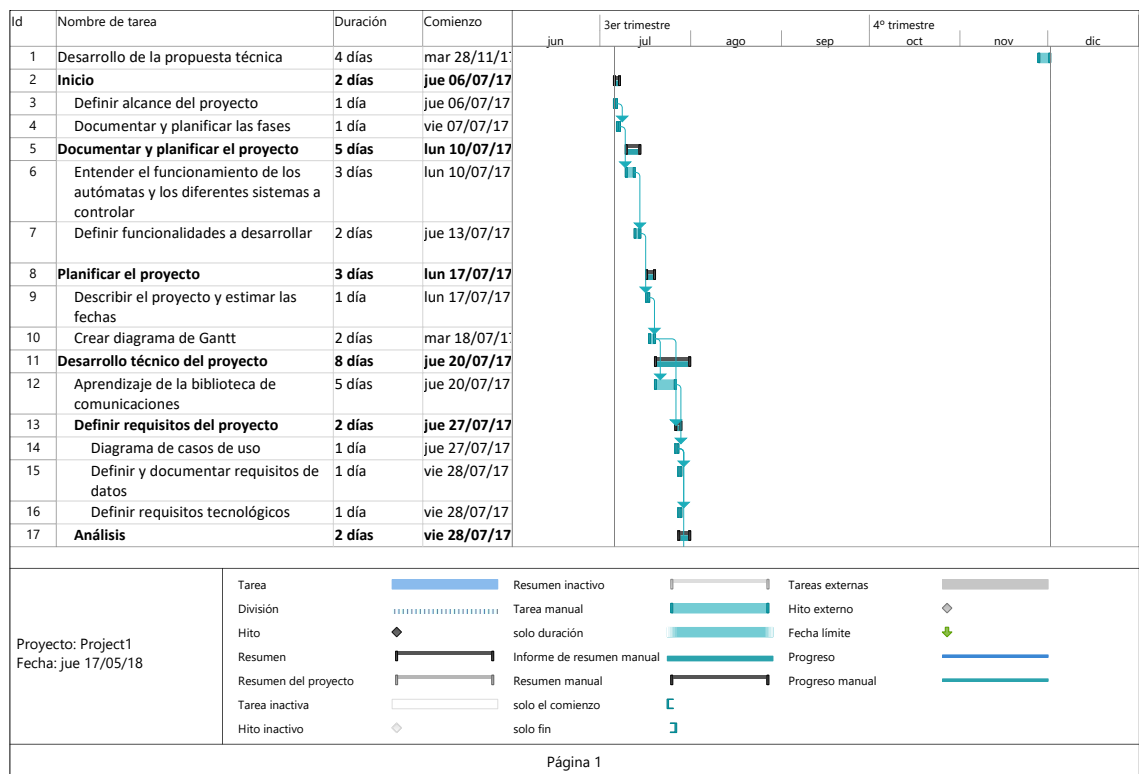 Id Nombre de tarea Duración Comienzo 3er trimestre 4º trimestre
jun jul ago sep oct nov dic
1 Desarrollo de la propuesta técnica 4 días mar 28/11/1
2 Inicio 2 días jue 06/07/17
3 Definir alcance del proyecto 1 día jue 06/07/17
4 Documentar y planificar las fases 1 día vie 07/07/17
5 Documentar y planificar el proyecto 5 días lun 10/07/17
6 Entender el funcionamiento de los 3 días lun 10/07/17
autómatas y los diferentes sistemas a
controlar
7 Definir funcionalidades a desarrollar 2 días jue 13/07/17
8 Planificar el proyecto 3 días lun 17/07/17
9 Describir el proyecto y estimar las 1 día lun 17/07/17
fechas
10 Crear diagrama de Gantt 2 días mar 18/07/1
11 Desarrollo técnico del proyecto 8 días jue 20/07/17
12 Aprendizaje de la biblioteca de 5 días jue 20/07/17
comunicaciones
13 Definir requisitos del proyecto 2 días jue 27/07/17
14 Diagrama de casos de uso 1 día jue 27/07/17
15 Definir y documentar requisitos de 1 día vie 28/07/17
datos
16 Definir requisitos tecnológicos 1 día vie 28/07/17
17 Análisis 2 días vie 28/07/17
Proyecto: Project1
Fecha: jue 17/05/18
Tarea
División
Hito
Resumen
Resumen del proyecto
Tarea inactiva
Hito inactivo
Resumen inactivo
Tarea manual
solo duración
Informe de resumen manual
Resumen manual
solo el comienzo
solo fin
Tareas externas
Hito externo
Fecha límite
Progreso
Progreso manual
Página 1